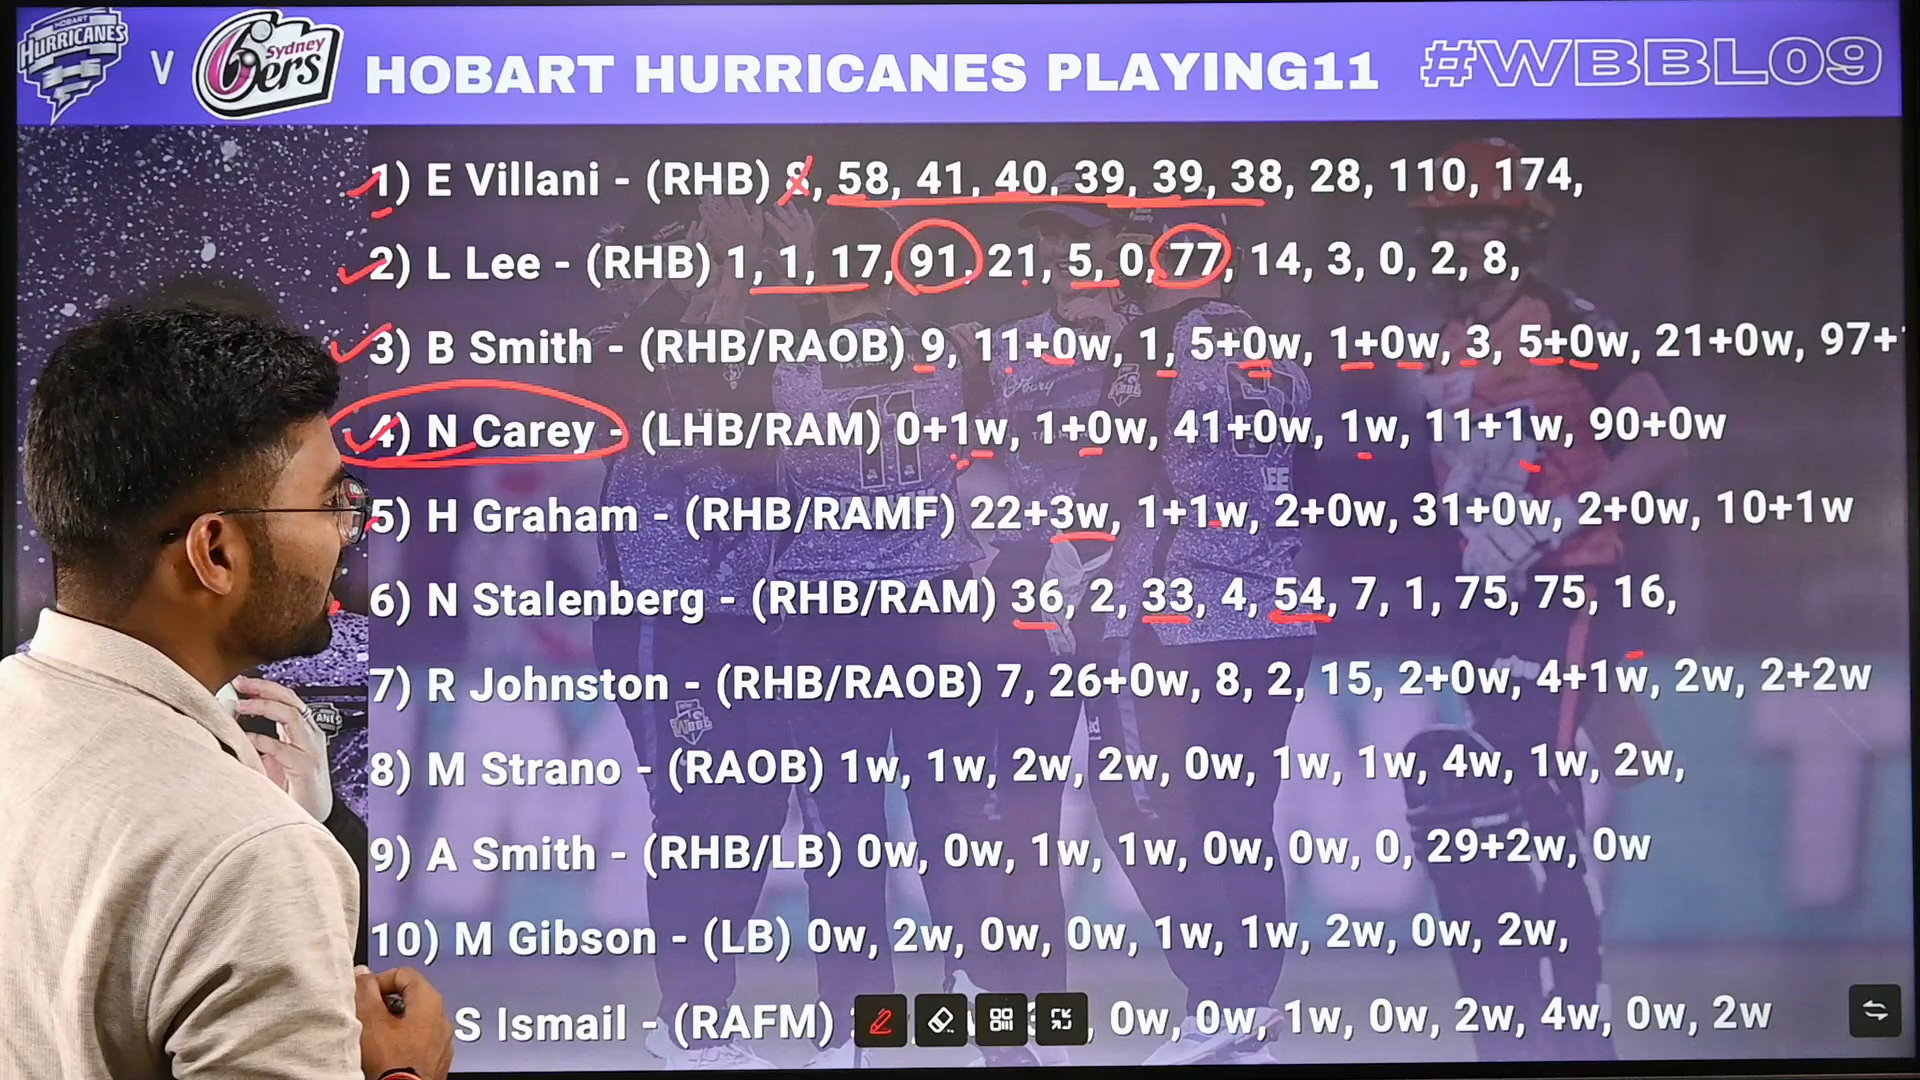 HOBART HURRICANES V Sydney 6ers HOBART HURRICANES PLAYING11 #WBBL09
1) E Villani - (RHB) 8, 58, 41, 40, 39, 39, 38, 28, 110, 174,
2) L Lee - (RHB) 1, 1, 17, 91, 21, 5, 0, 77, 14, 3, 0, 2, 8,
3) B Smith - (RHB/RAOB) 9, 11+0w, 1, 5+0w, 1+0w, 3, 5+0w, 21+0w, 97+
4) N Carey - (LHB/RAM) 0+1w, 1+0w, 41+0w, 1w, 11+1w, 90+0w
5) H Graham - (RHB/RAMF) 22+3w, 1+1w, 2+0w, 31+0w, 2+0w, 10+1w
6) N Stalenberg - (RHB/RAM) 36, 2, 33, 4, 54, 7, 1, 75, 75, 16,
7) R Johnston - (RHB/RAOB) 7, 26+0w, 8, 2, 15, 2+0w, 4+1w, 2w, 2+2w
8) M Strano - (RAOB) 1w, 1w, 2w, 2w, 0w, 1w, 1w, 4w, 1w, 2w,
9) A Smith - (RHB/LB) 0w, 0w, 1w, 1w, 0w, 0w, 0, 29+2w, 0w
10) M Gibson - (LB) 0w, 2w, 0w, 0w, 1w, 1w, 2w, 0w, 2w,
S Ismail - (RAFM) , 0w, 0w, 1w, 0w, 2w, 4w, 0w, 2w